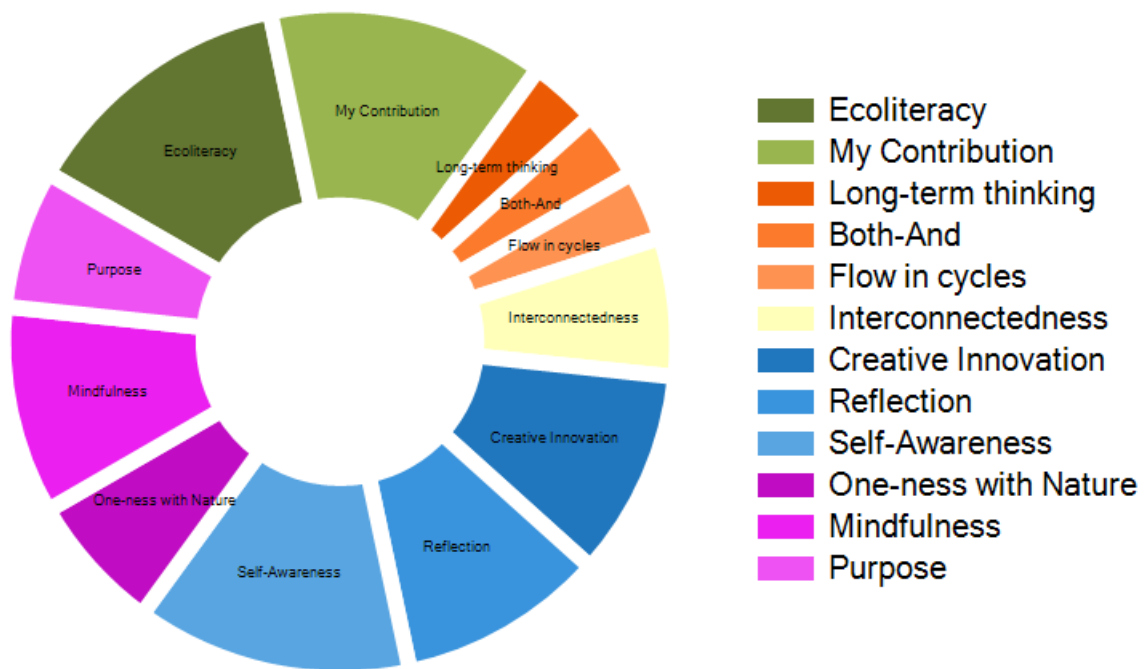 My Contribution
Ecoliteracy
Long-term thinking
Both-And
Flow in cycles
Purpose
Interconnectedness
Mindfulness
Creative Innovation
One-ness with Nature
Reflection
Self-Awareness
Ecoliteracy
My Contribution
Long-term thinking
Both-And
Flow in cycles
Interconnectedness
Creative Innovation
Reflection
Self-Awareness
One-ness with Nature
Mindfulness
Purpose